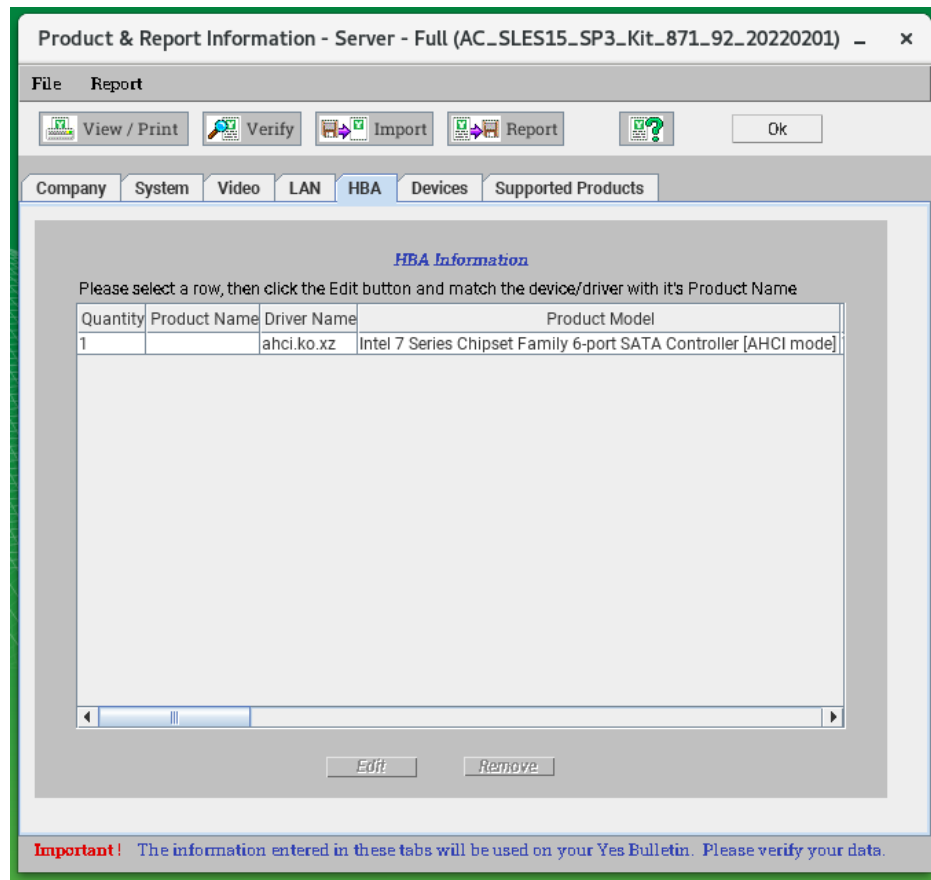 Product & Report Information - Server - Full (AC_SLES15_SP3_Kit_871_92_20220201)
File Report
View / Print Verify Import Report Ok
Company System Video LAN HBA Devices Supported Products
HBA Information
Please select a row, then click the Edit button and match the device/driver with it's Product Name
Quantity Product Name Driver Name Product Model
1 ahci.ko.xz Intel 7 Series Chipset Family 6-port SATA Controller [AHCI mode]
Edit Remove
Important! The information entered in these tabs will be used on your Yes Bulletin. Please verify your data.